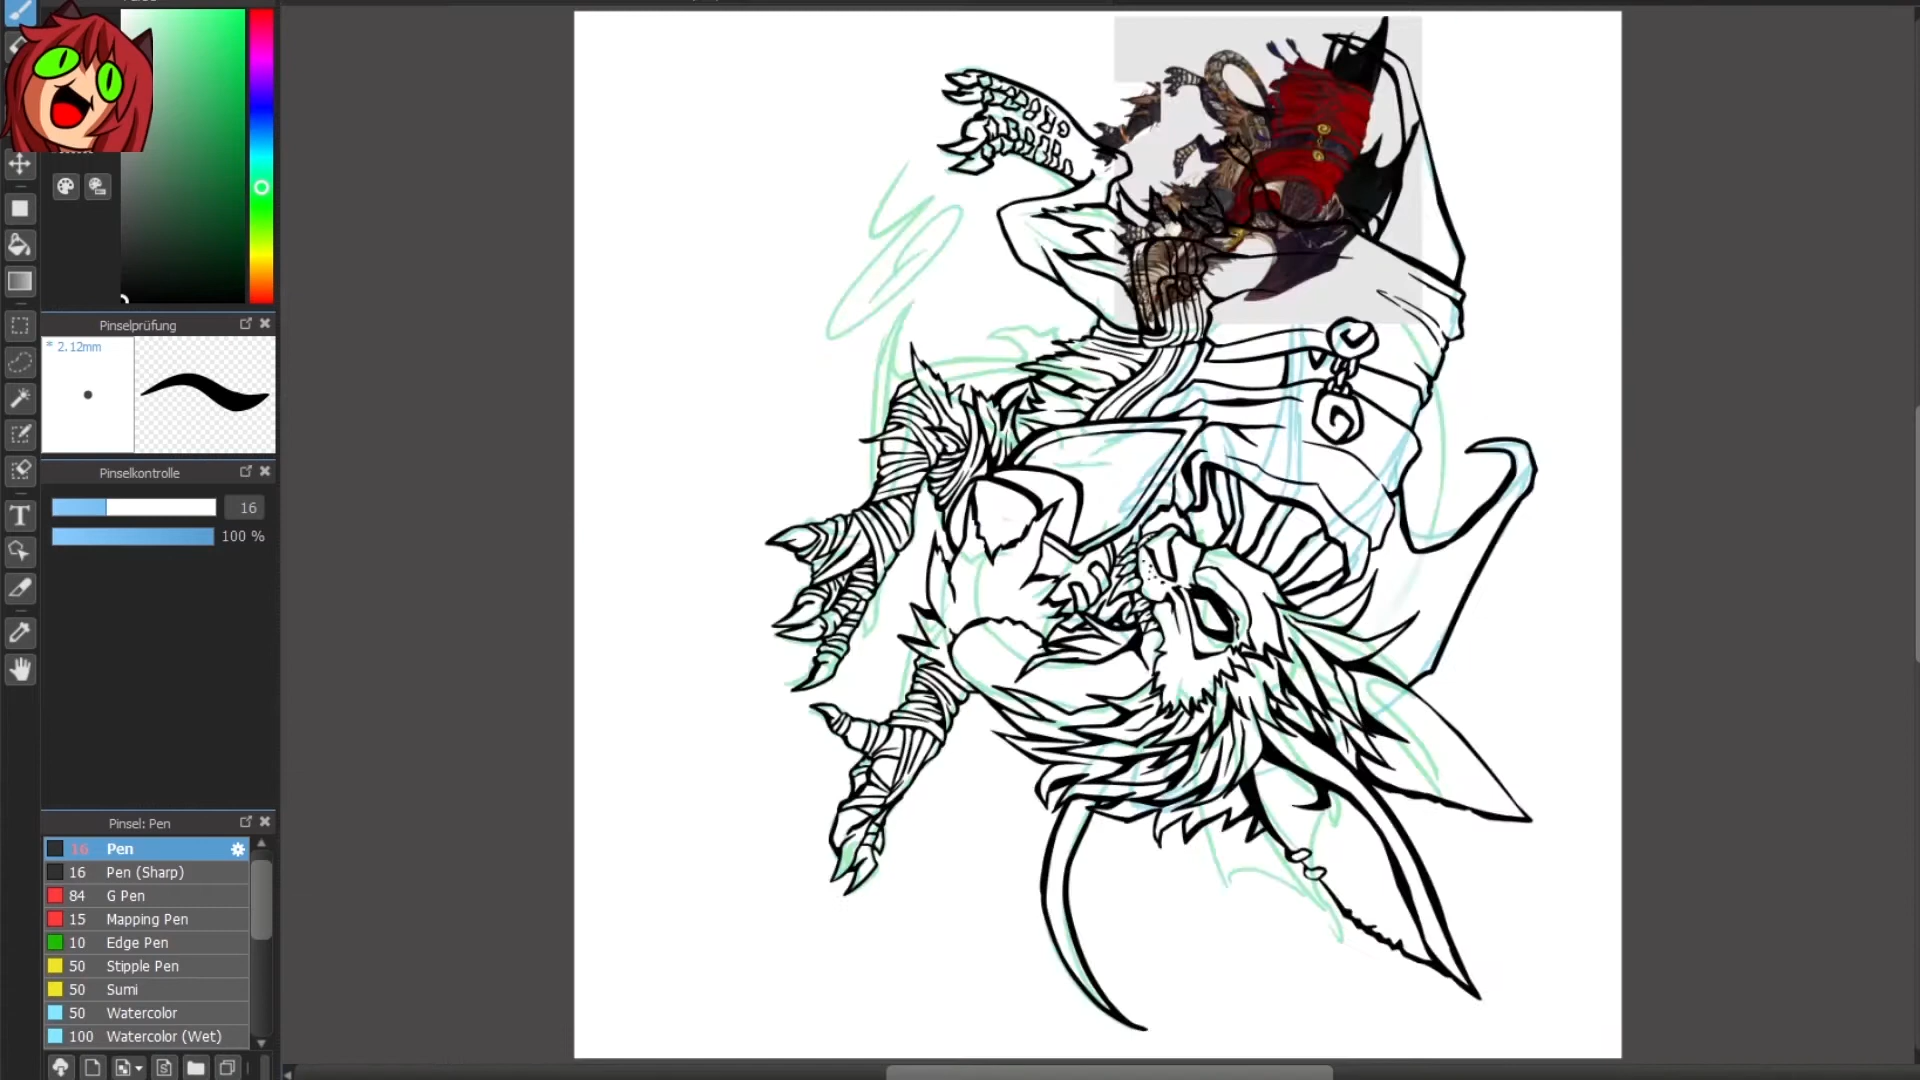 Pinselprüfung
* 2.12mm
Pinselkontrolle
16
100 %
Pinsel: Pen
16 Pen
16 Pen (Sharp)
84 G Pen
15 Mapping Pen
10 Edge Pen
50 Stipple Pen
50 Sumi
50 Watercolor
100 Watercolor (Wet)